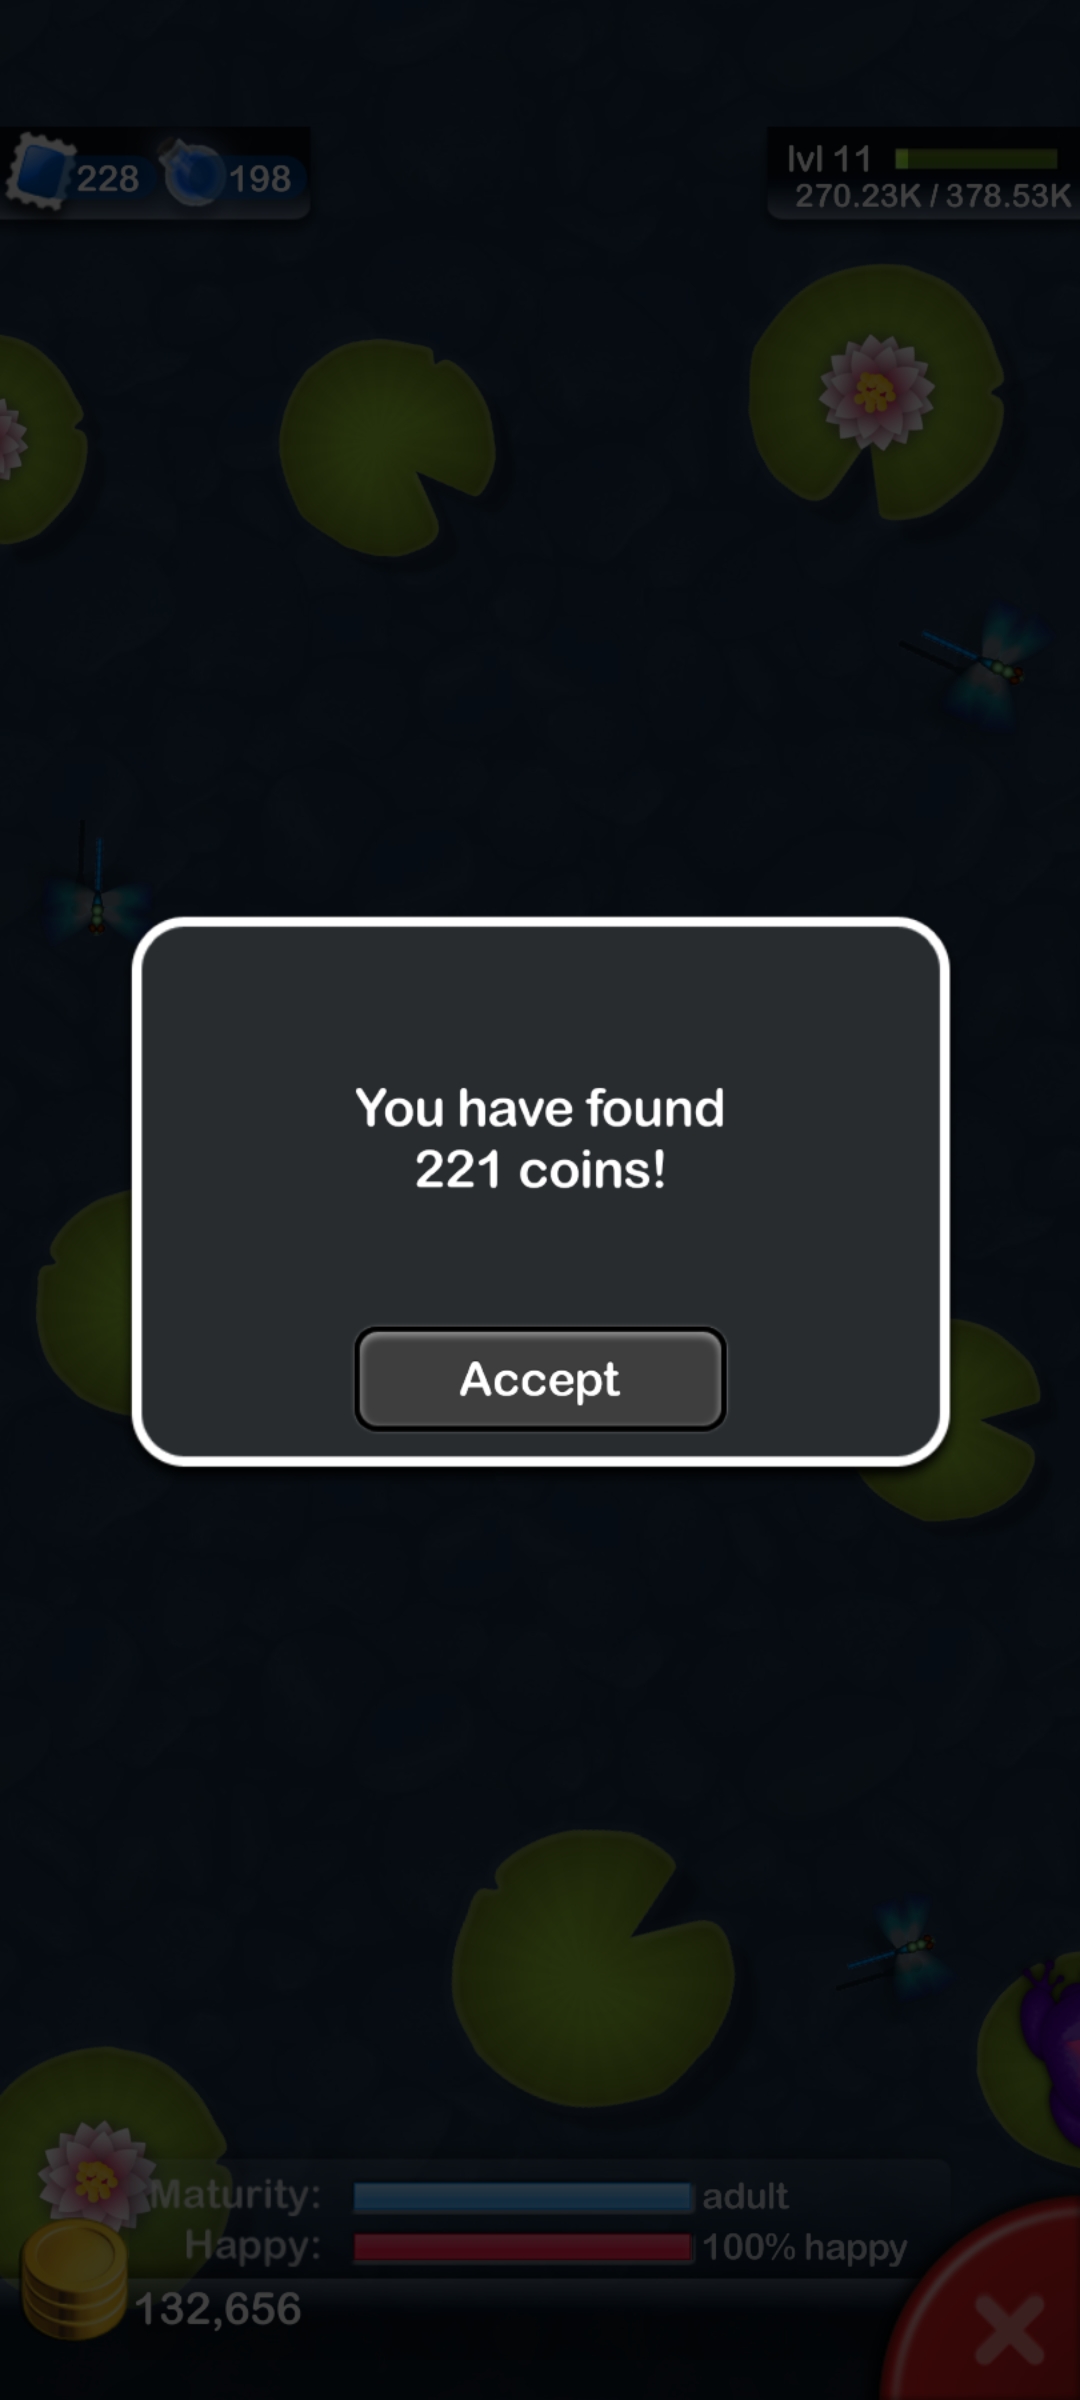 228 198
lvl 11
270.23K / 378.53K
You have found
221 coins!
Accept
Maturity: adult
Happy: 100% happy
132,656